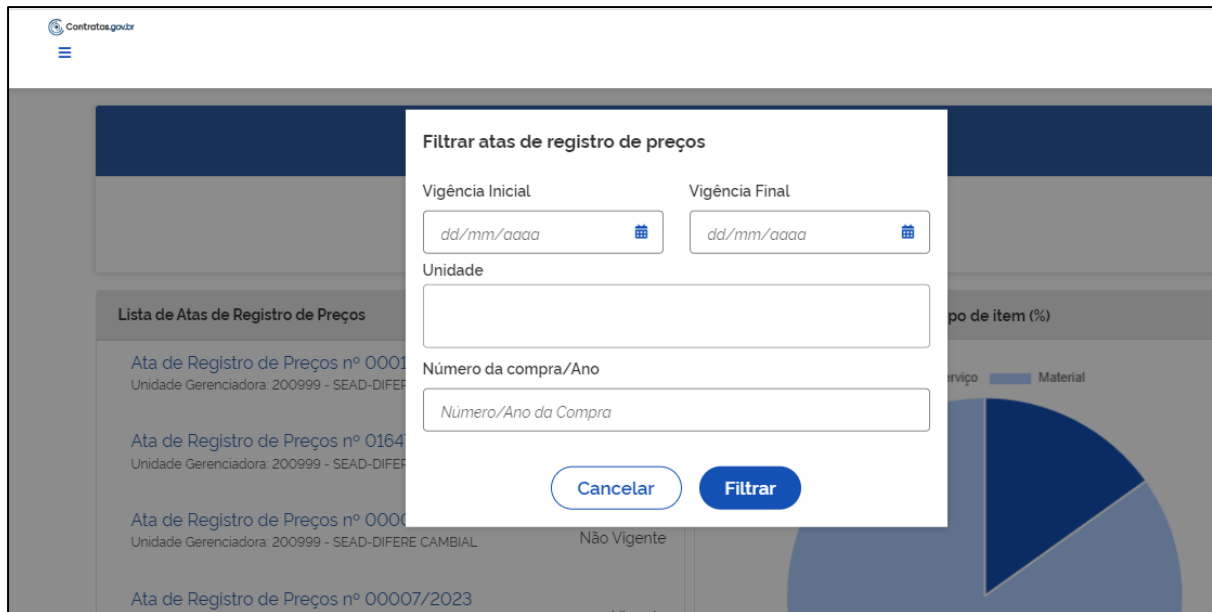 Contratos.gov.br
Filtrar atas de registro de preços
Vigência Inicial
Vigência Final
dd/mm/aaaa
dd/mm/aaaa
Unidade
Número da compra/Ano
Número/Ano da Compra
Cancelar
Filtrar
Lista de Atas de Registro de Preços
Ata de Registro de Preços nº 0001
Unidade Gerenciadora: 200999 - SEAD-DIFER
Ata de Registro de Preços nº 0164
Unidade Gerenciadora: 200999 - SEAD-DIFER
Ata de Registro de Preços nº 0000
Unidade Gerenciadora: 200999 - SEAD-DIFERE CAMBIAL
Não Vigente
Ata de Registro de Preços nº 00007/2023
po de item (%)
erviço
Material